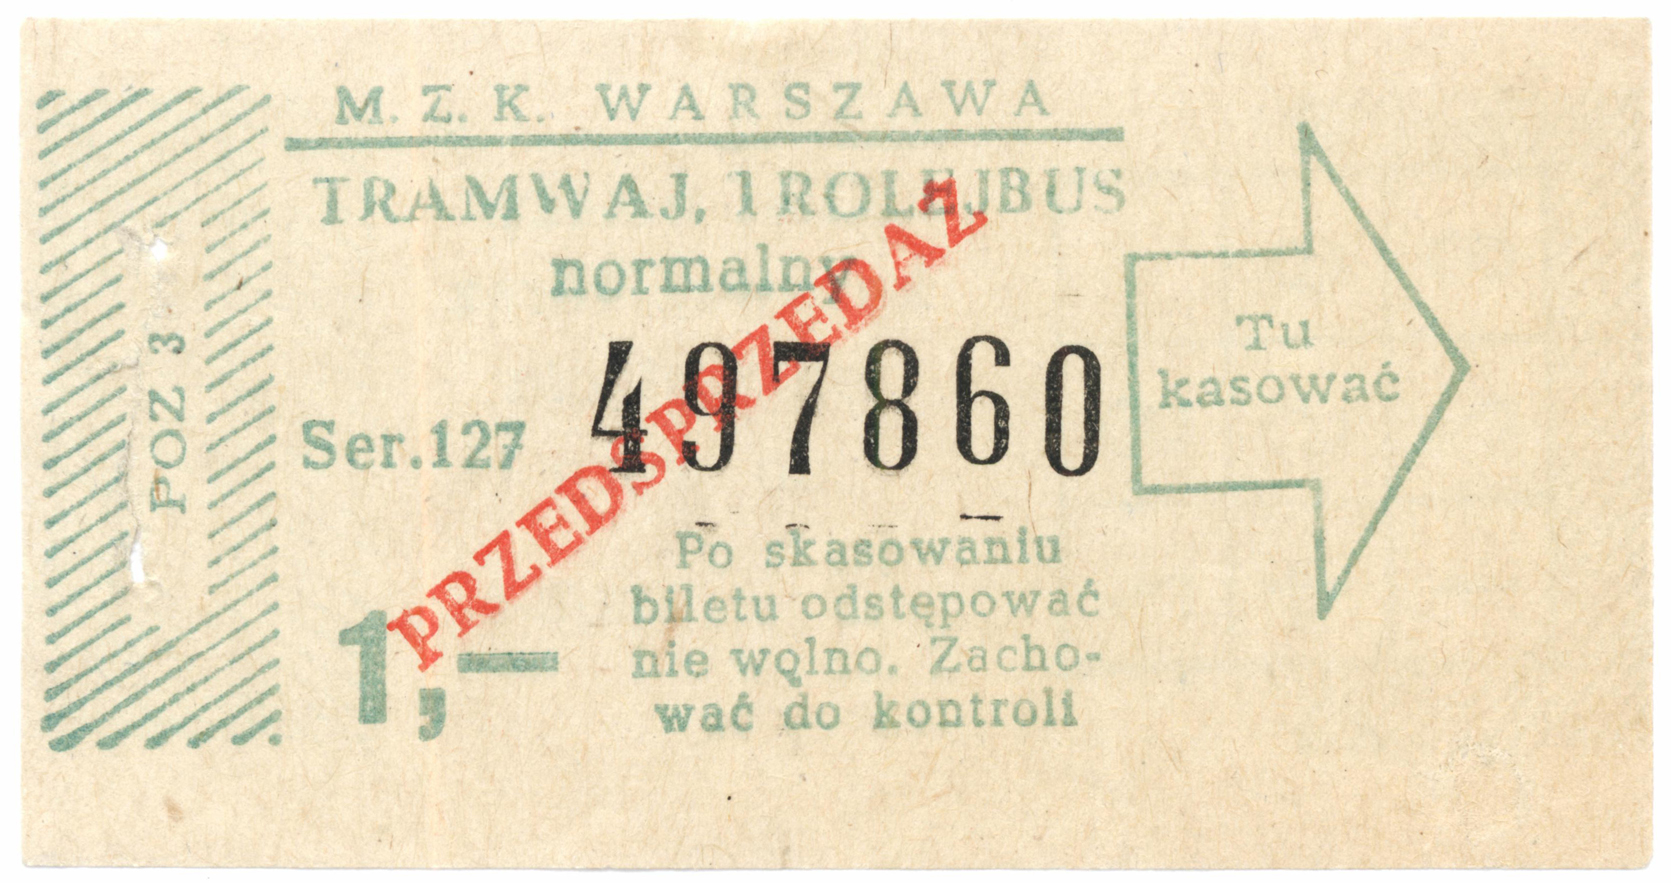 M. Z. K. WARSZAWA
TRAMWAJ, TROLEJBUS
normalny
PRZEDSPRZEDAŻ
POZ 3
Ser.127 497860
1,—
Po skasowaniu
biletu odstępować
nie wolno. Zacho-
wać do kontroli
Tu
kasować